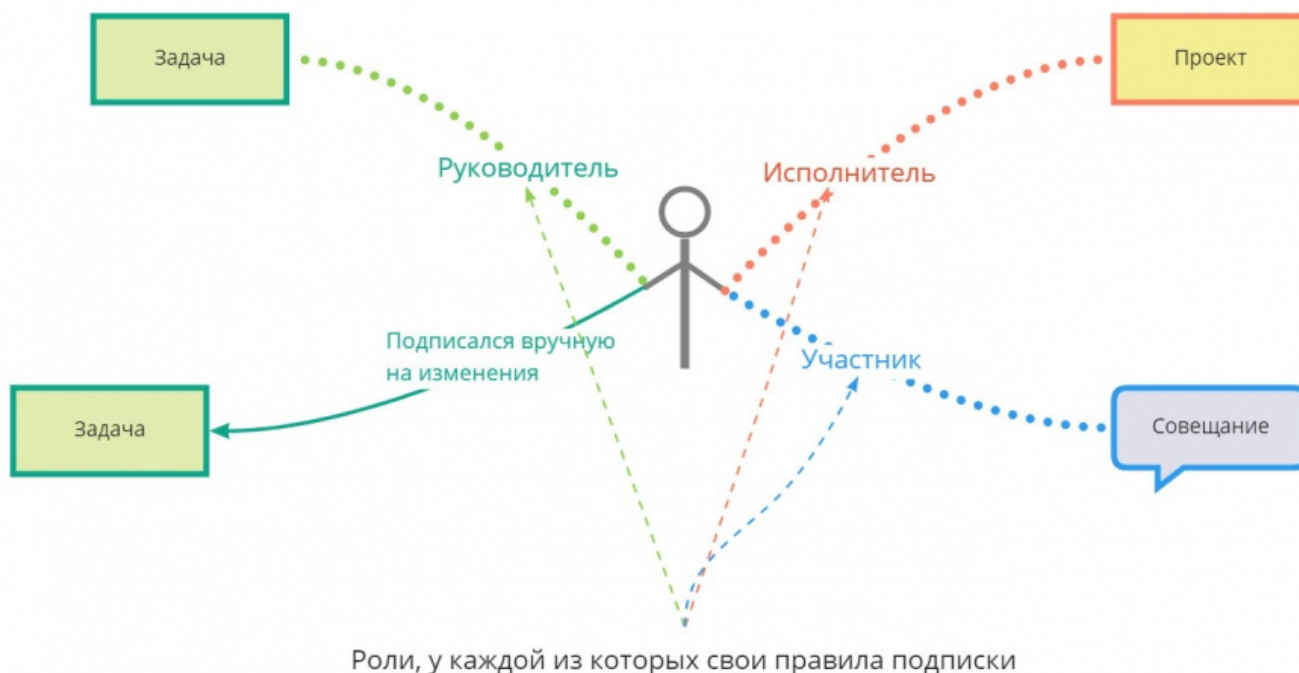 Задача
Проект
Руководитель
Исполнитель
Подписался вручную
на изменения
Участник
Задача
Совещание
Роли, у каждой из которых свои правила подписки